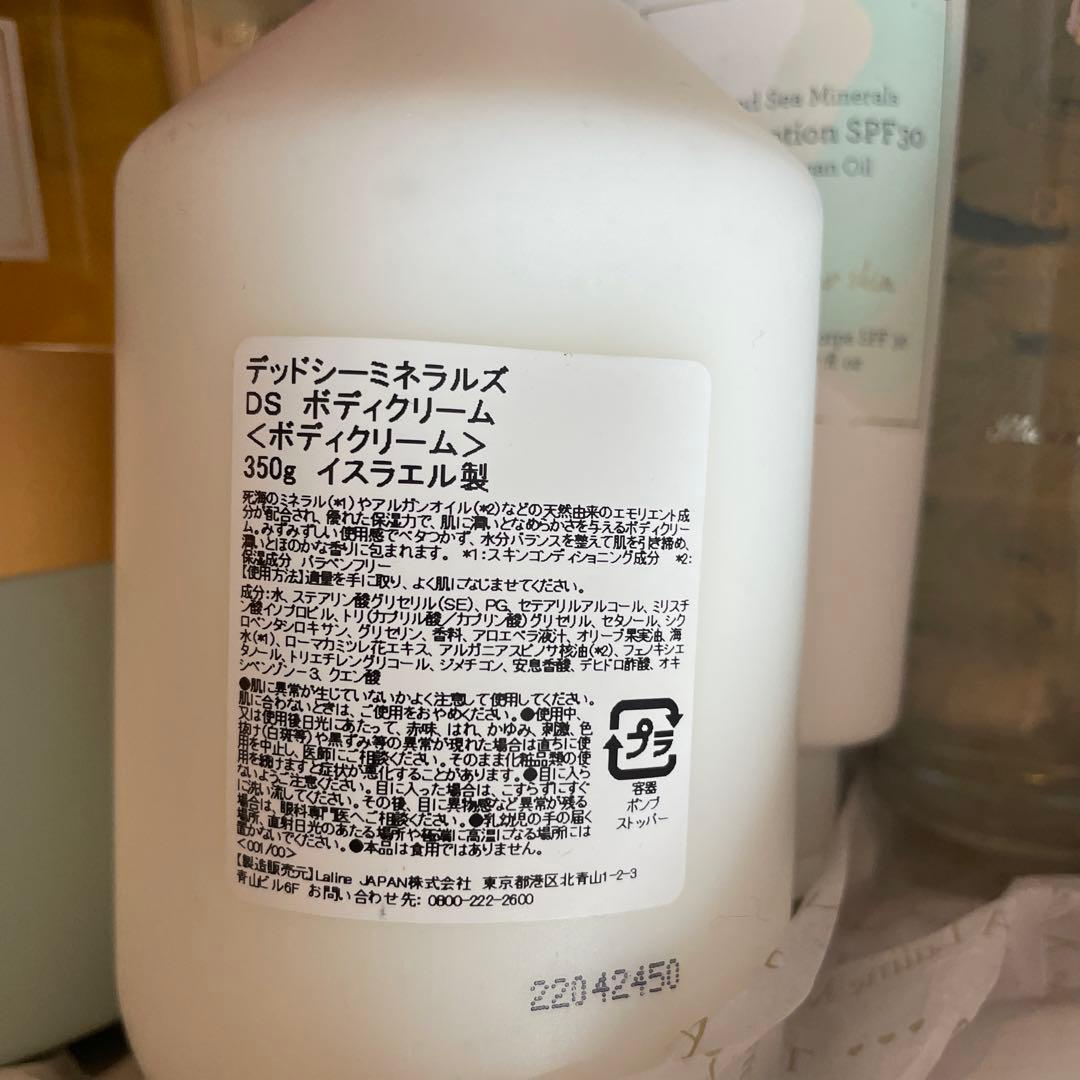 デッドシーミネラルズ
DS ボディクリーム
<ボディクリーム>
350g イスラエル製
死海のミネラル(*1)やアルガンオイル(*2)などの天然由来のエモリエント成
分が配合され、優れた保湿力で、肌に潤いとなめらかさを与えるボディクリー
ム。みずみずしい使用感でベタつかず、水分バランスを整えて肌を引き締め、
潤いとほのかな香りに包まれます。 *1:スキンコンディショニング成分 *2:
保湿成分 パラベンフリー
【使用方法】適量を手に取り、よく肌になじませてください。
成分:水、ステアリン酸グリセリル(SE)、PG、セテアリルアルコール、ミリスチ
ン酸イソプロピル、トリ(カプリル酸/カプリン酸)グリセリル、セタノール、シク
ロペンタシロキサン、グリセリン、香料、アロエベラ液汁、オリーブ果実油、海
水(*1)、ローマカミツレ花エキス、アルガニアスピノサ核油(*2)、フェノキシエ
タノール、トリエチレングリコール、ジメチコン、安息香酸、デヒドロ酢酸、オキ
シベンゾン-3、クエン酸
●肌に異常が生じていないかよく注意して使用してください。
肌に合わないときは、ご使用をおやめください。●使用中、
又は使用後日光にあたって、赤味、はれ、かゆみ、刺激、色
抜け(白斑等)や黒ずみ等の異常が現れた場合は直ちに使
用を中止し、医師にご相談ください。そのまま化粧品類の使
用を続けますと症状が悪化することがあります。●目に入ら
ないようご注意ください。目に入った場合は、こすらずにすぐ
に洗い流してください。その後、目に異物感など異常が残る
場合は、眼科専門医へご相談ください。●乳幼児の手の届く
場所、直射日光のあたる場所や極端に高温になる場所には
置かないでください。●本品は食用ではありません。
<001/00>
【製造販売元】Laline JAPAN株式会社 東京都港区北青山1-2-3
青山ビル6F お問い合わせ先: 0800-222-2600
プラ
容器
ポンプ
ストッパー
22042450
Sea Minerals
SPF30
Oil
skin
SPF 30
fl oz